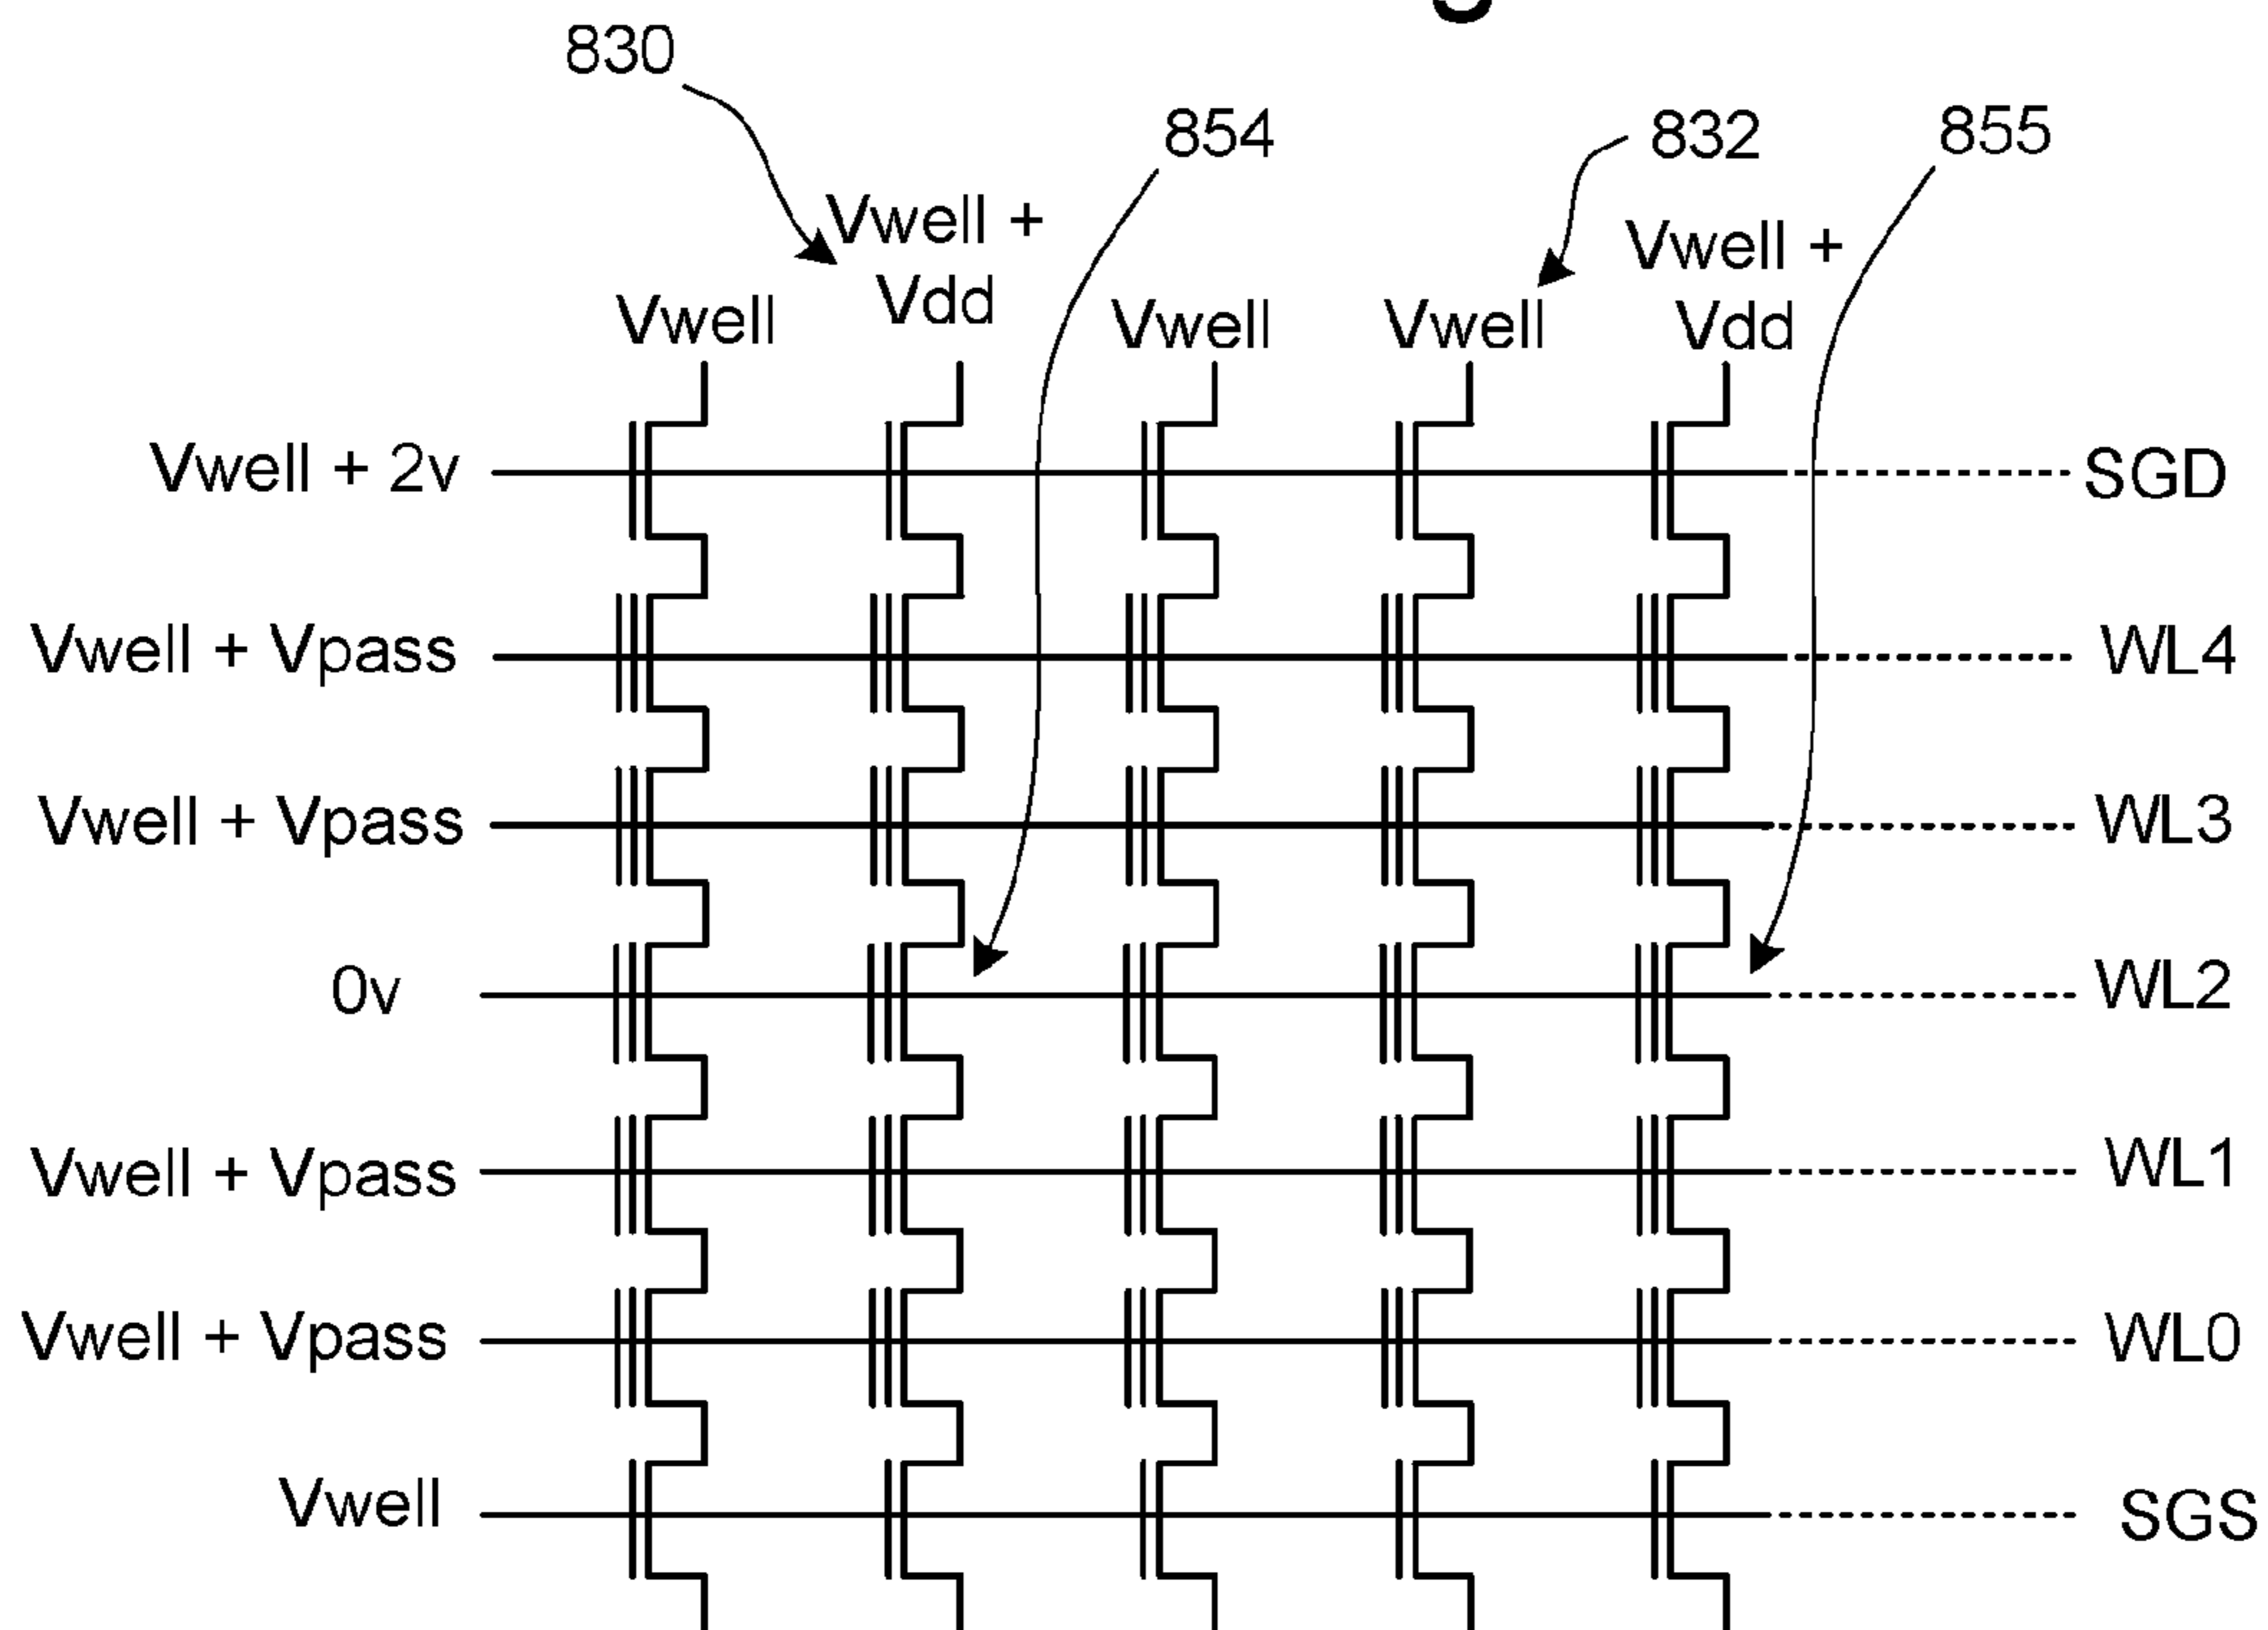 830
854
832
855
Vwell +
Vdd
Vwell +
Vdd
Vwell
Vwell
Vwell
Vwell + 2v
SGD
Vwell + Vpass
WL4
Vwell + Vpass
WL3
0v
WL2
Vwell + Vpass
WL1
Vwell + Vpass
WL0
Vwell
SGS